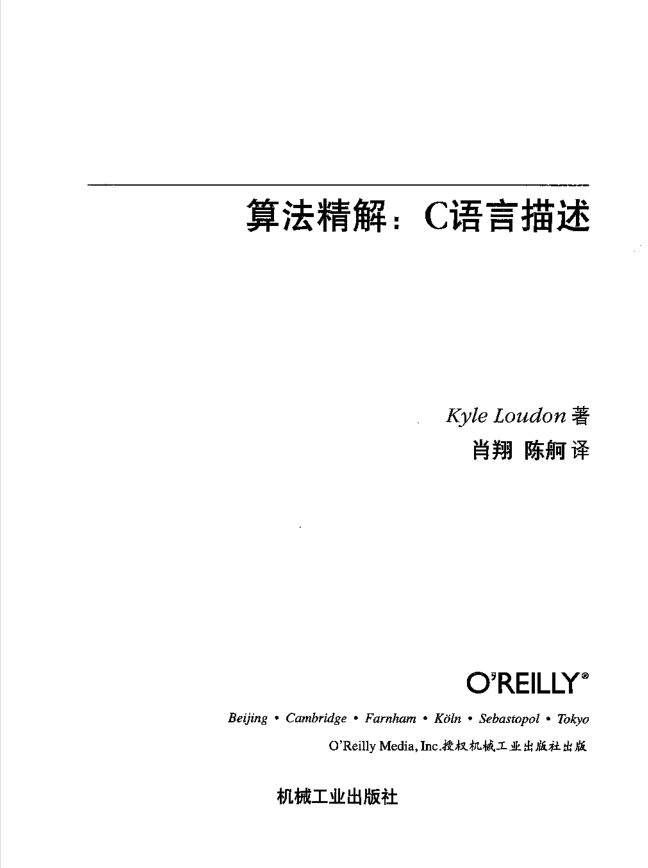 算法精解：C语言描述
Kyle Loudon 著
肖翔 陈舸 译
O'REILLY®
Beijing • Cambridge • Farnham • Köln • Sebastopol • Tokyo
O'Reilly Media, Inc.授权机械工业出版社出版
机械工业出版社